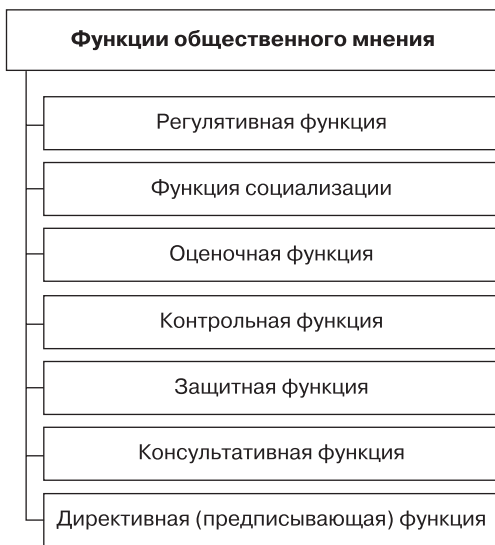 Функции общественного мнения
Регулятивная функция
Функция социализации
Оценочная функция
Контрольная функция
Защитная функция
Консультативная функция
Директивная (предписывающая) функция